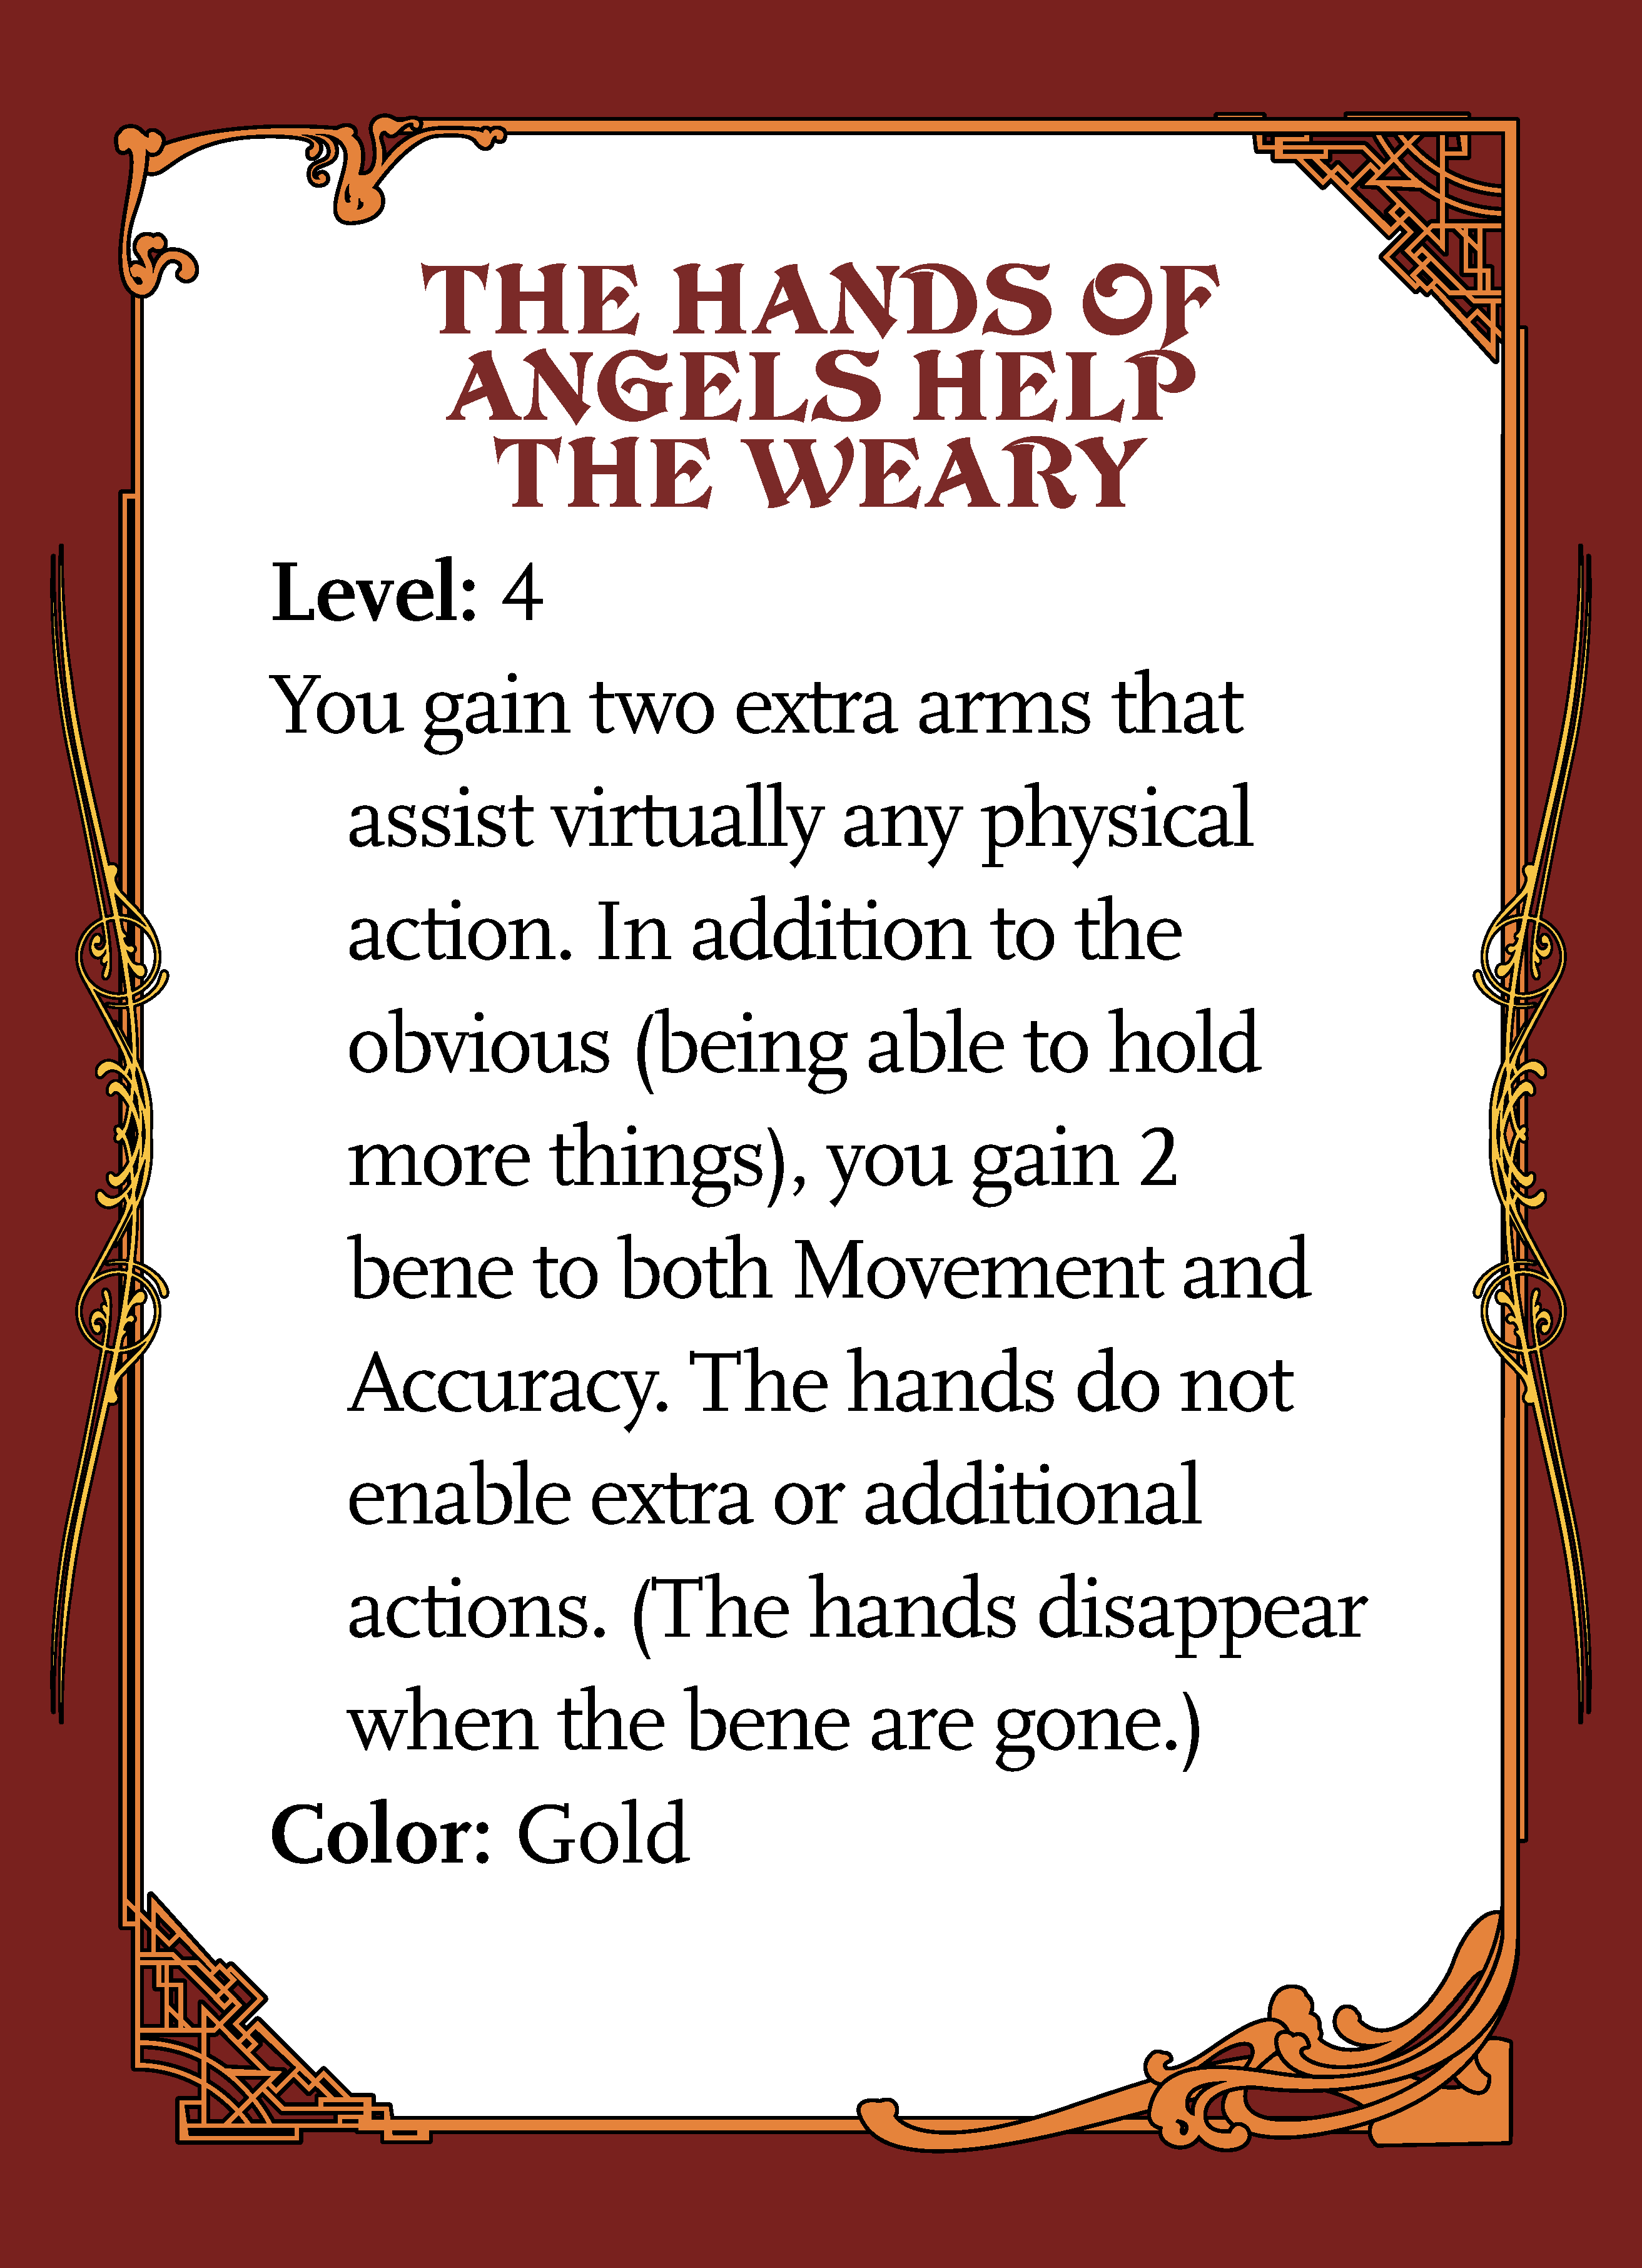 THE HANDS OF
ANGELS HELP
THE WEARY
Level: 4
You gain two extra arms that
assist virtually any physical
action. In addition to the
obvious (being able to hold
more things), you gain 2
bene to both Movement and
Accuracy. The hands do not
enable extra or additional
actions. (The hands disappear
when the bene are gone.)
Color: Gold